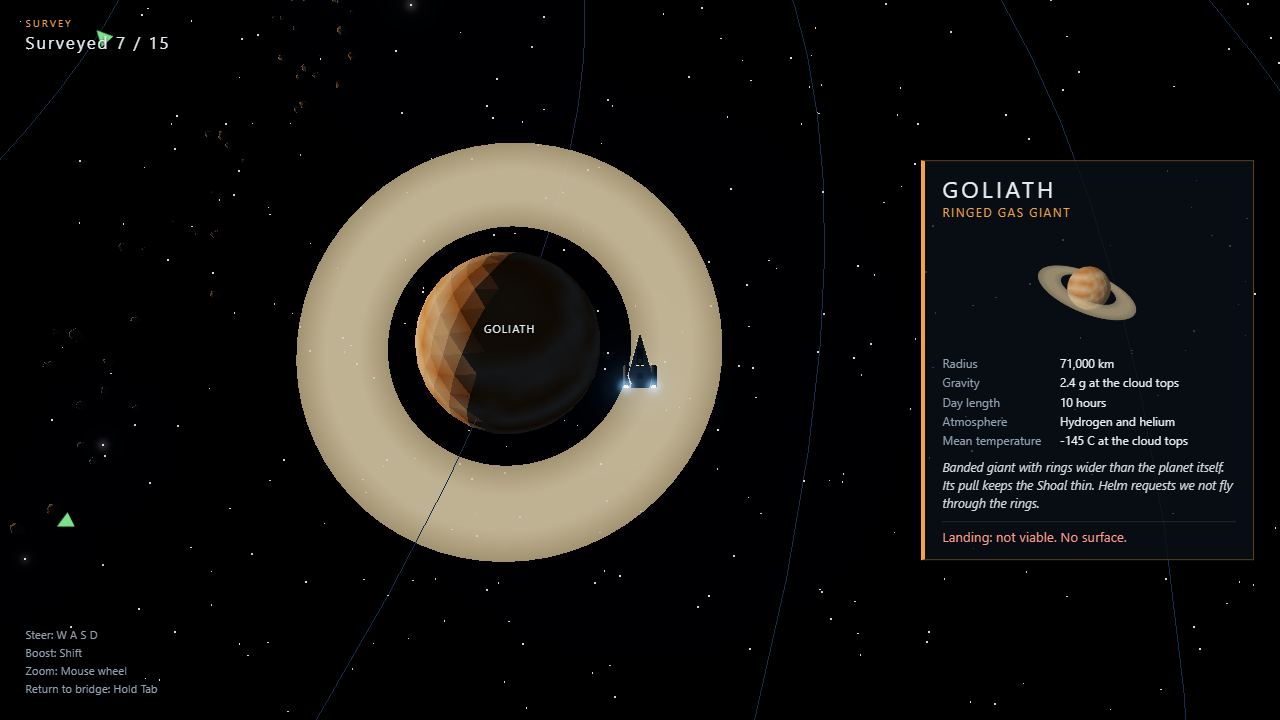 SURVEY
Surveyed 7 / 15
GOLIATH
GOLIATH
RINGED GAS GIANT
Radius 71,000 km
Gravity 2.4 g at the cloud tops
Day length 10 hours
Atmosphere Hydrogen and helium
Mean temperature -145 C at the cloud tops
Banded giant with rings wider than the planet itself.
Its pull keeps the Shoal thin. Helm requests we not fly
through the rings.
Landing: not viable. No surface.
Steer: W A S D
Boost: Shift
Zoom: Mouse wheel
Return to bridge: Hold Tab